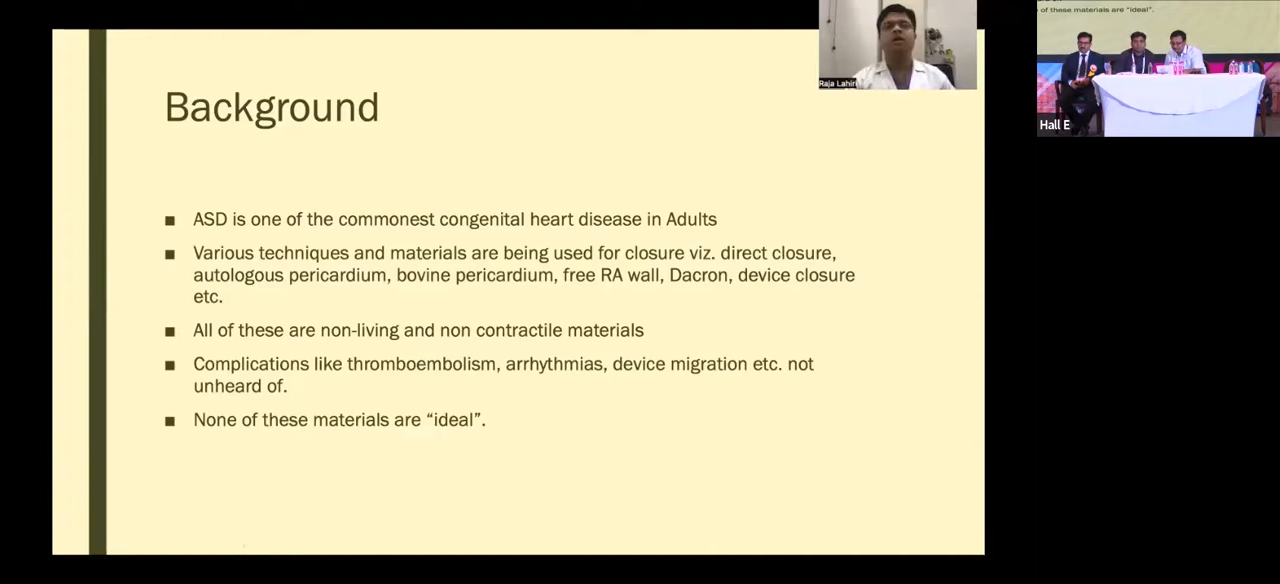 Background
■ ASD is one of the commonest congenital heart disease in Adults
■ Various techniques and materials are being used for closure viz. direct closure,
autologous pericardium, bovine pericardium, free RA wall, Dacron, device closure
etc.
■ All of these are non-living and non contractile materials
■ Complications like thromboembolism, arrhythmias, device migration etc. not
unheard of.
■ None of these materials are “ideal”.
Raja Lahiri
of these materials are "ideal".
Hall E